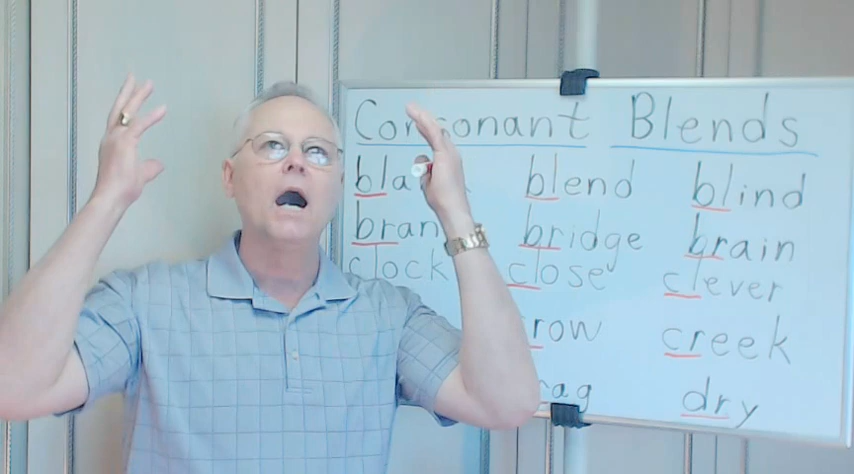 Consonant Blends
blend blind
bridge brain
clock close clever
creek
dry